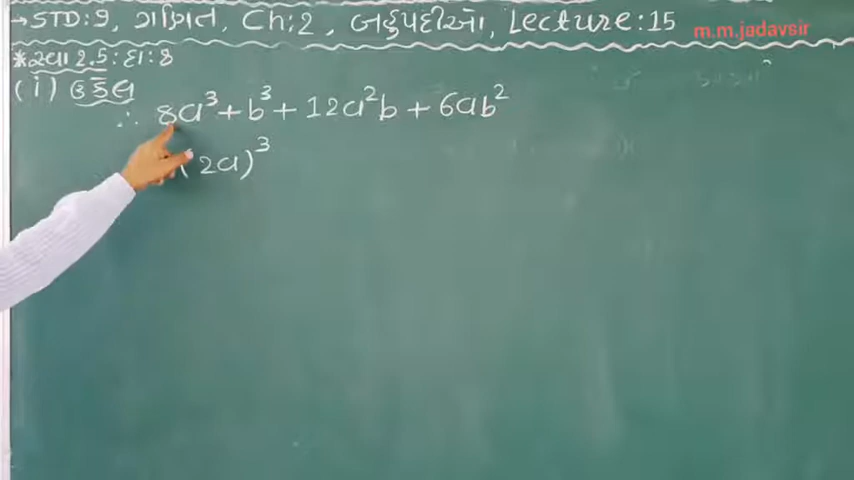 →STD:9, ગણિત, Ch:2, બહુપદીઓ, Lecture:15
m.m.jadavsir
*સ્વા 2.5:દા:8
(i) ઉકેલ
∴ 8a³+b³+12a²b+6ab²
(2a)³